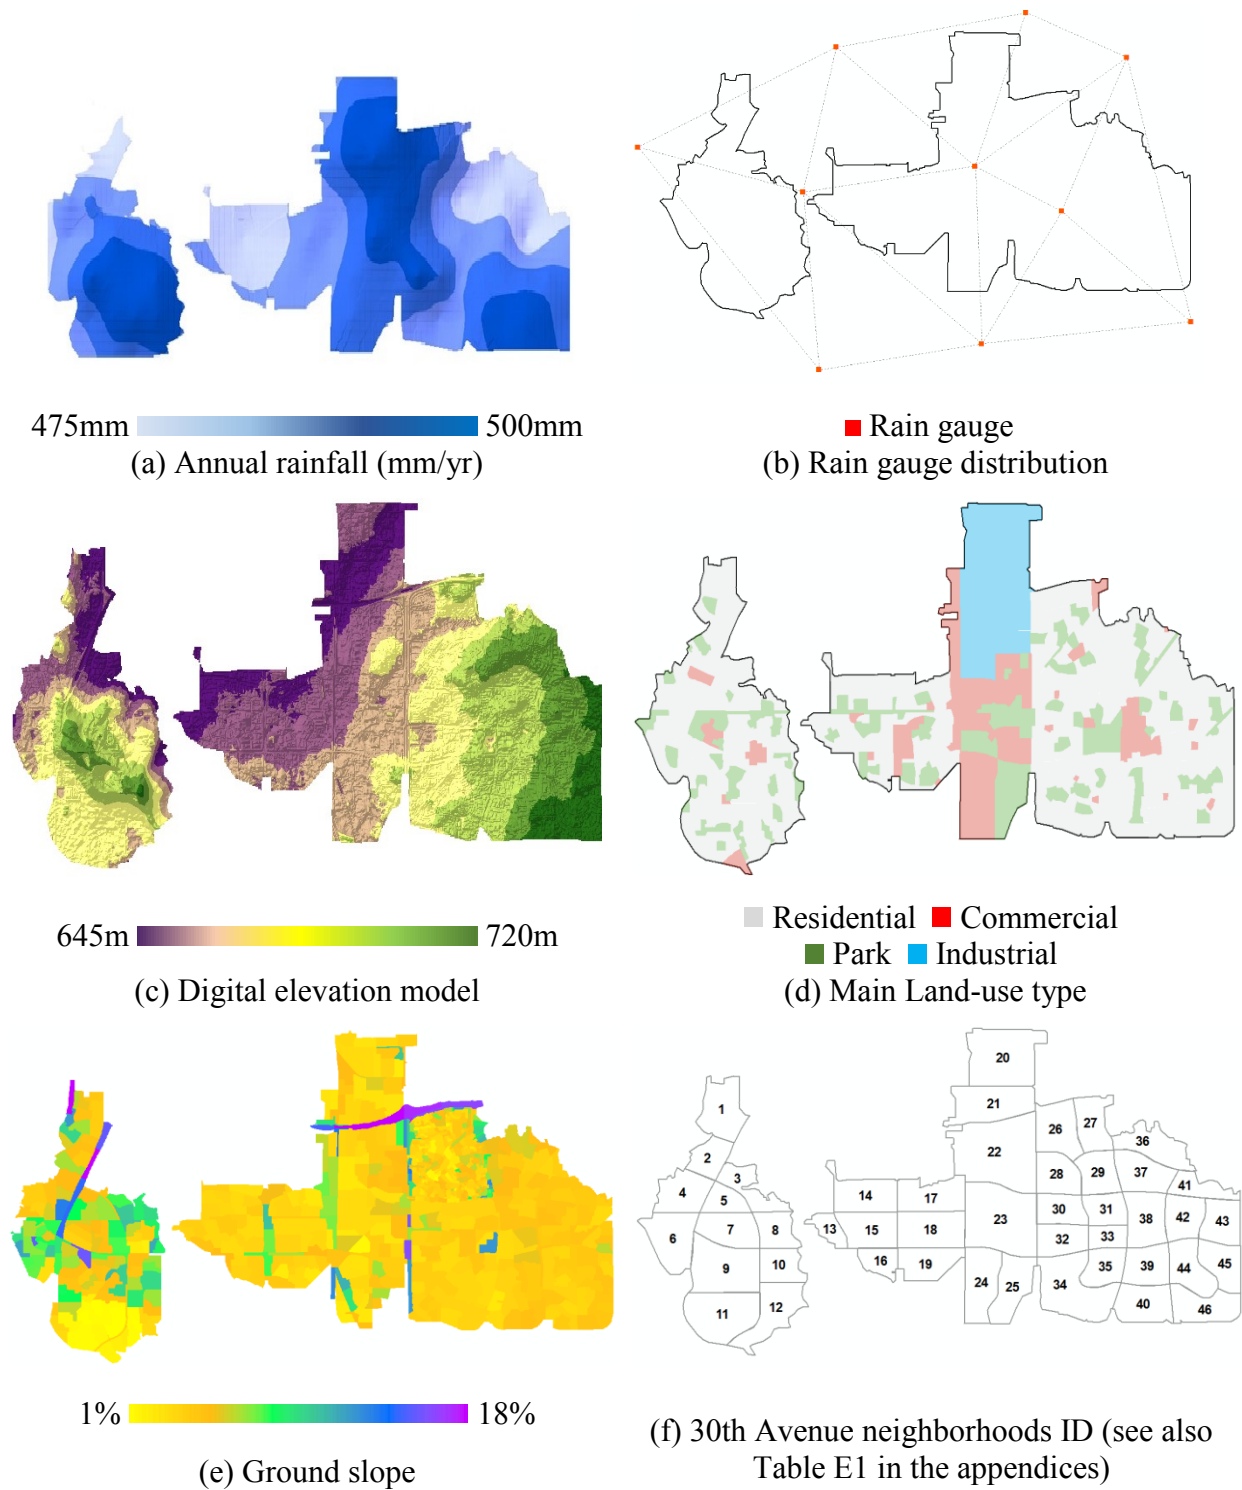 475mm 500mm
(a) Annual rainfall (mm/yr)
Rain gauge
(b) Rain gauge distribution
645m 720m
(c) Digital elevation model
Residential Commercial
Park Industrial
(d) Main Land-use type
1% 18%
(e) Ground slope
20
1 21
26 27 36
2 22
3 28 29 37
4 5 14 17 41
30 31 38 42 43
6 7 8 13 15 18 23
32 33
9 10 16 19 35 39 44 45
24 25 34
11 12 40 46
(f) 30th Avenue neighborhoods ID (see also
Table E1 in the appendices)